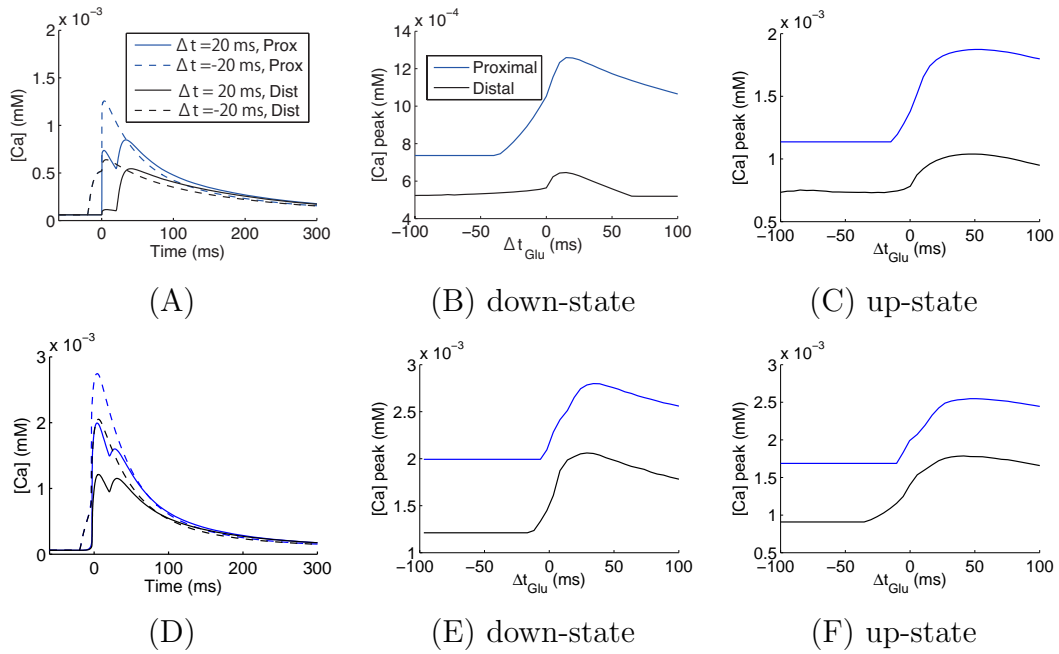 x 10⁻³
2
1.5
1
0.5
0
[Ca] (mM)
Δ t =20 ms, Prox
Δ t=-20 ms, Prox
Δ t = 20 ms, Dist
Δ t =-20 ms, Dist
0 100 200 300
Time (ms)
(A)
x 10⁻⁴
14
10
8
6
4
[Ca] peak (mM)
Proximal
Distal
−100 −50 0 50 100
Δ t_Glu (ms)
(B) down-state
x 10⁻³
2
1.5
1
0.5
[Ca] peak (mM)
−100 −50 0 50 100
Δt_Glu (ms)
(C) up-state
x 10⁻³
3
2
1
0
[Ca] (mM)
0 100 200 300
Time (ms)
(D)
x 10⁻³
3
2.5
2
1.5
1
[Ca] peak (mM)
−100 −50 0 50 100
Δt_Glu (ms)
(E) down-state
x 10⁻³
3
2.5
2
1.5
1
0.5
[Ca] peak (mM)
−100 −50 0 50 100
Δt_Glu (ms)
(F) up-state